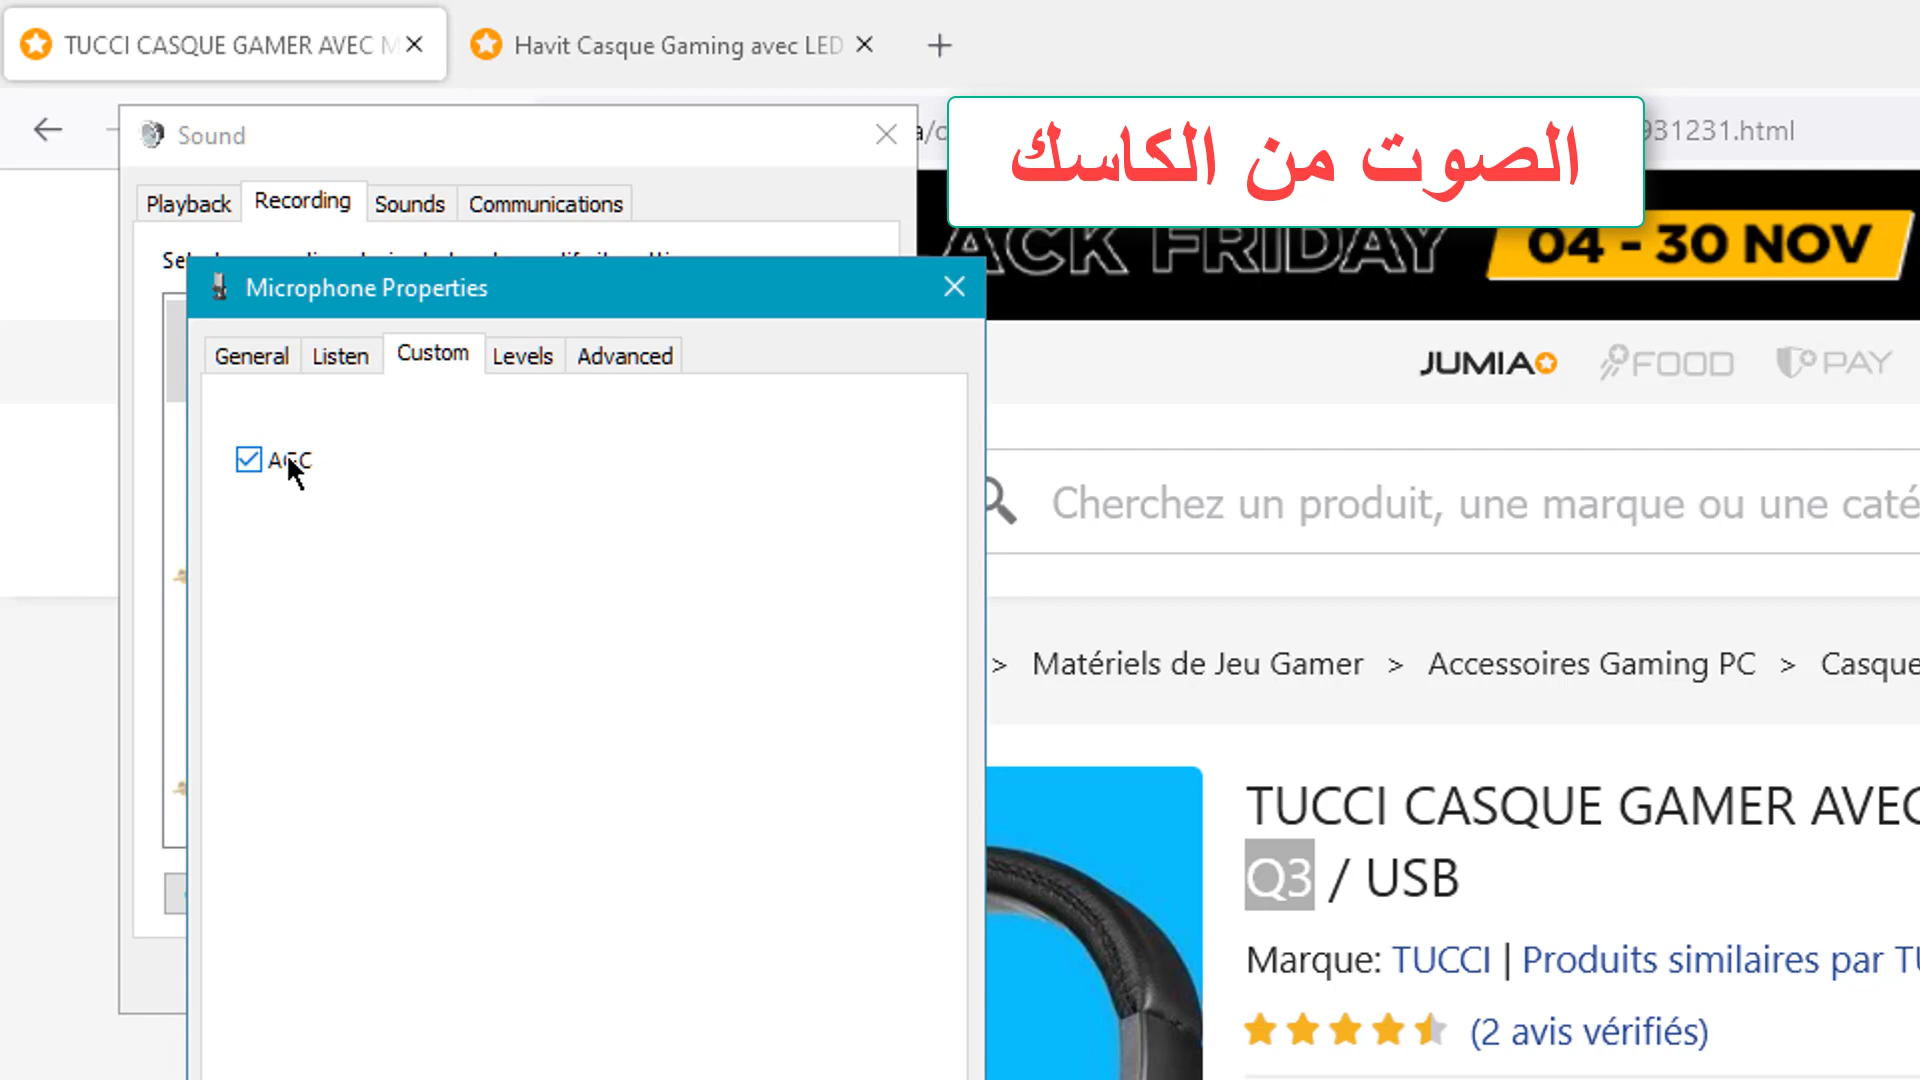 TUCCI CASQUE GAMER AVEC M
Havit Casque Gaming avec LED
Sound
931231.html
الصوت من الكاسك
Playback
Recording
Sounds
Communications
ACK FRIDAY
04 - 30 NOV
Microphone Properties
General
Listen
Custom
Levels
Advanced
JUMIA
FOOD
PAY
AGC
Cherchez un produit, une marque ou une caté
> Matériels de Jeu Gamer > Accessoires Gaming PC > Casque
TUCCI CASQUE GAMER AVEC
Q3 / USB
Marque: TUCCI | Produits similaires par TU
(2 avis vérifiés)